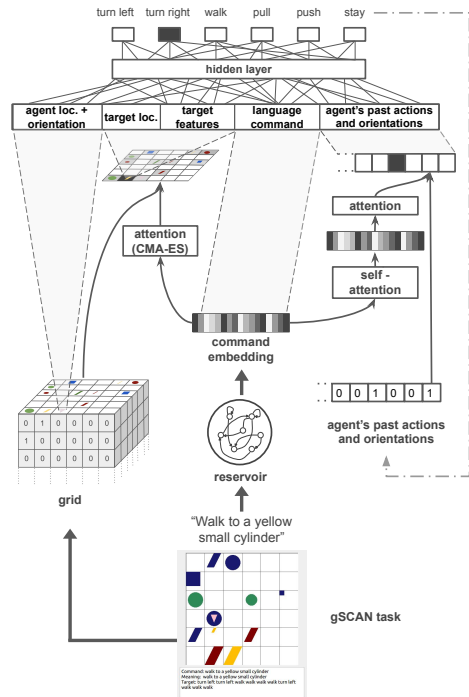 turn left turn right walk pull push stay
hidden layer
agent loc. +
orientation
target loc.
target
features
language
command
agent's past actions
and orientations
attention
(CMA-ES)
attention
self -
attention
command
embedding
0 1 0 0 0 0
1 0 0 0 0 0
0 0 0 0 0 0
0 0 1 0 0 1
agent's past actions
and orientations
reservoir
grid
“Walk to a yellow
small cylinder”
gSCAN task
Command: walk to a yellow small cylinder
Meaning: walk to a yellow small cylinder
Target: turn left turn left walk walk walk walk turn left
walk walk walk